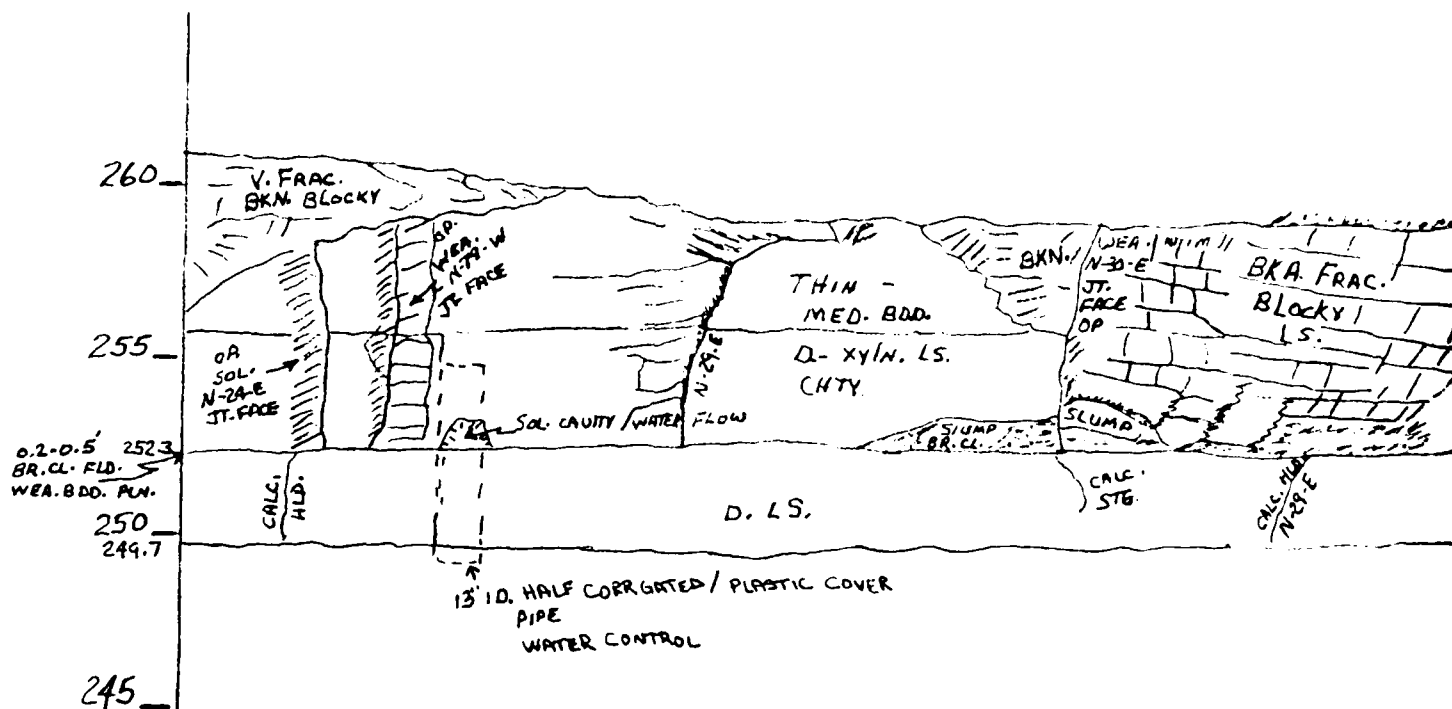 260
V. FRAC.
BKN. BLOCKY
OP.
WEA.
N-79-W
JT. FACE
THIN -
MED. BDD.
D- XYLN. LS.
CHTY
BKN.
WEA.
N-30-E
JT.
FACE
OP
BKA. FRAC.
BLOCKY
LS.
255
OP
SOL.
N-29-E
JT. FACE
N-29-E
SOL. CAVITY / WATER FLOW
SLUMP
BR. CL.
SLUMP
0.2-0.5'
BR. CL. FLD.
WEA. BDD. PLN.
252.3
CALC.
HLD.
D. LS.
CALC.
STG.
CALC. HLD.
N-29-E
250
249.7
13" I.D. HALF CORRGATED / PLASTIC COVER
PIPE
WATER CONTROL
245